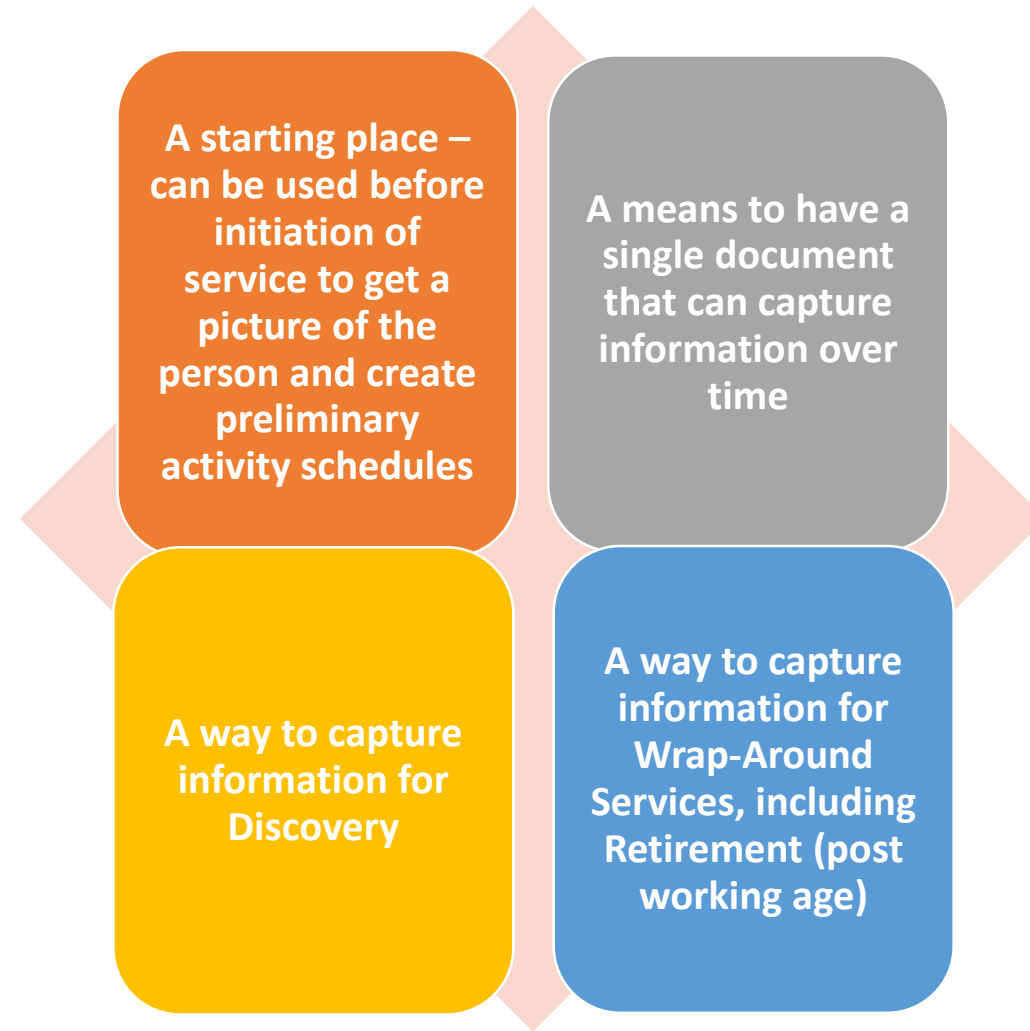 A starting place –
can be used before
initiation of
service to get a
picture of the
person and create
preliminary
activity schedules
A means to have a
single document
that can capture
information over
time
A way to capture
information for
Discovery
A way to capture
information for
Wrap-Around
Services, including
Retirement (post
working age)